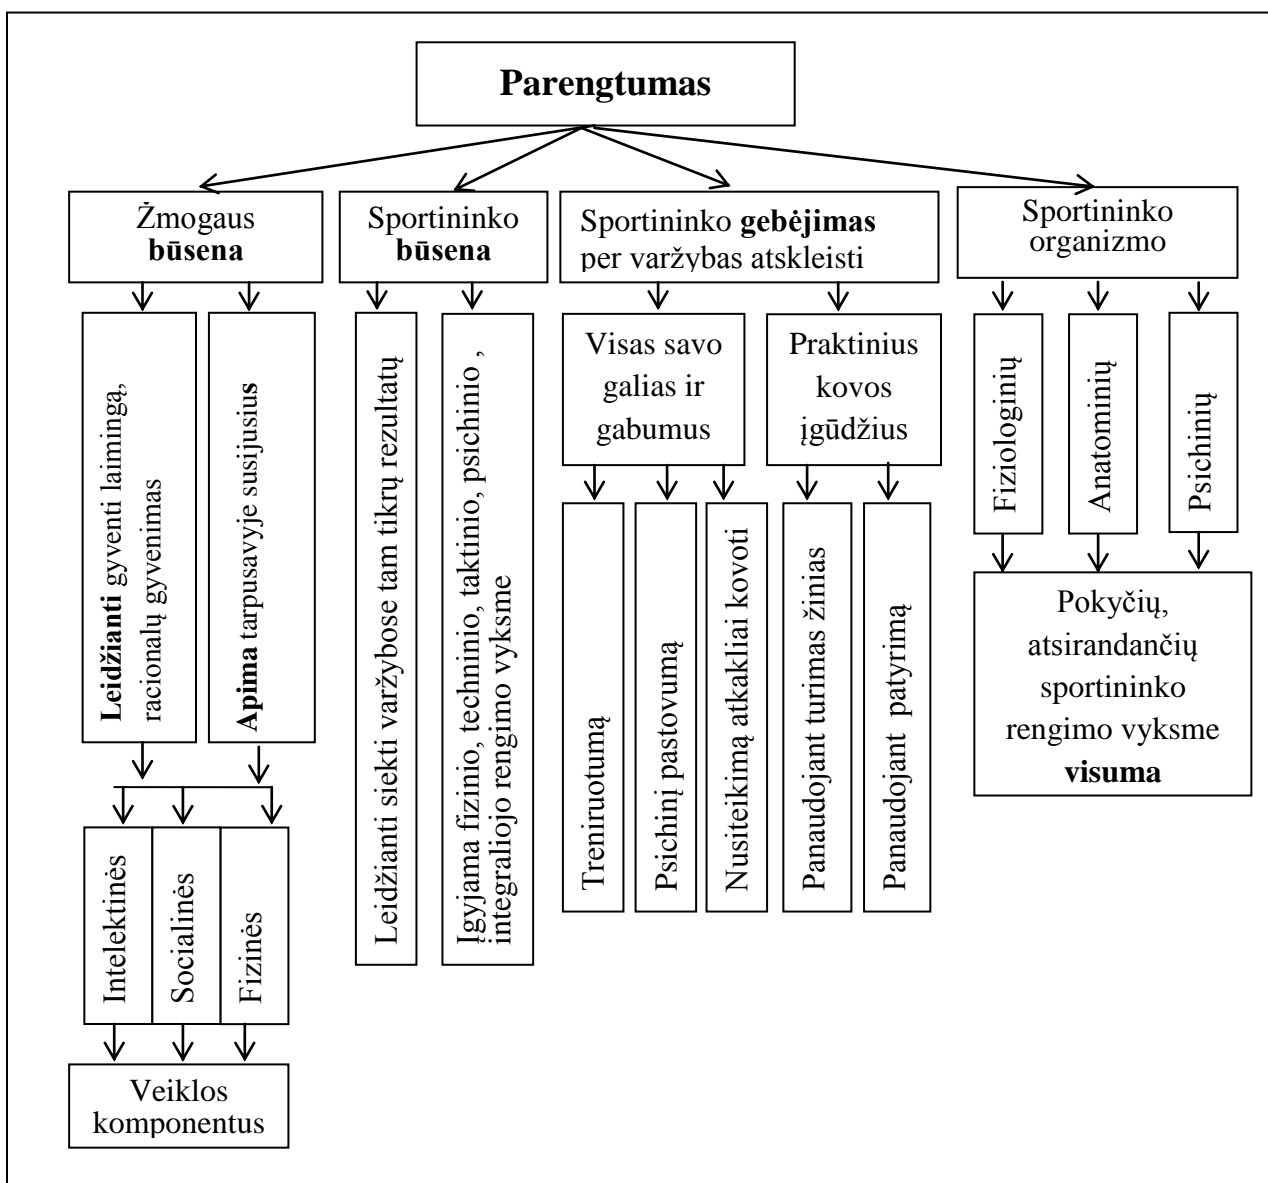 Parengtumas
Žmogaus
būsena
Sportininko
būsena
Sportininko gebėjimas
per varžybas atskleisti
Sportininko
organizmo
Leidžianti gyventi laimingą,
racionalų gyvenimas
Apima tarpusavyje susijusius
Leidžianti siekti varžybose tam tikrų rezultatų
Įgyjama fizinio, techninio, taktinio, psichinio ,
integraliojo rengimo vyksme
Visas savo
galias ir
gabumus
Praktinius
kovos
įgūdžius
Fiziologinių
Anatominių
Psichinių
Treniruotumą
Psichinį pastovumą
Nusiteikimą atkakliai kovoti
Panaudojant turimas žinias
Panaudojant patyrimą
Pokyčių,
atsirandančių
sportininko
rengimo vyksme
visuma
Intelektinės
Socialinės
Fizinės
Veiklos
komponentus